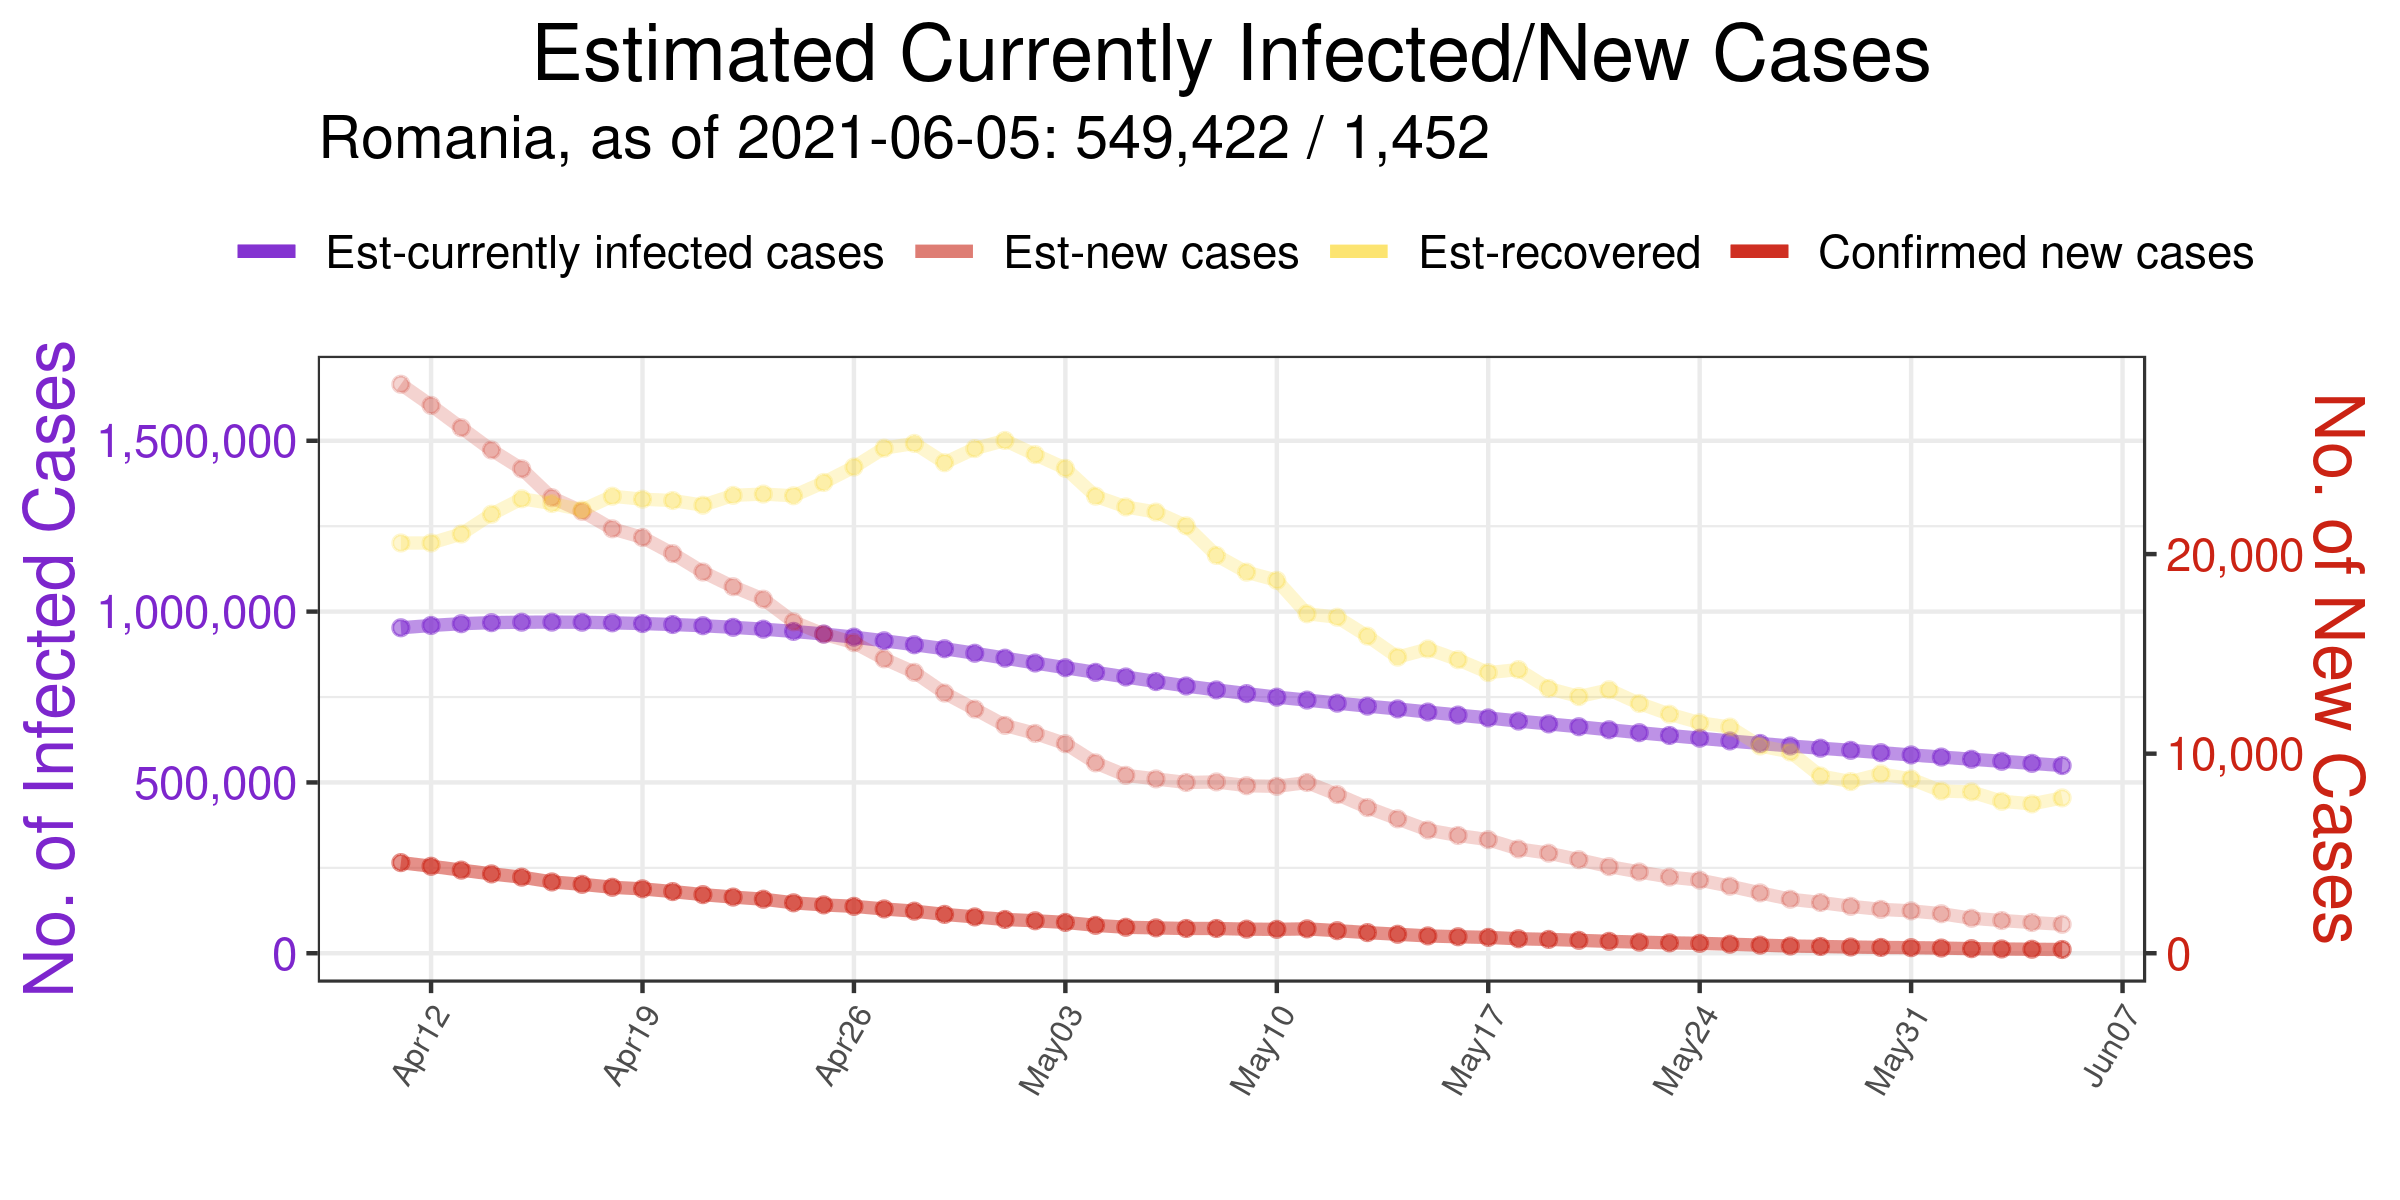 Estimated Currently Infected/New Cases
Romania, as of 2021-06-05: 549,422 / 1,452
Est-currently infected cases Est-new cases Est-recovered Confirmed new cases
No. of Infected Cases
1,500,000
1,000,000
500,000
0
20,000
10,000
0
No. of New Cases
Apr12 Apr19 Apr26 May03 May10 May17 May24 May31 Jun07